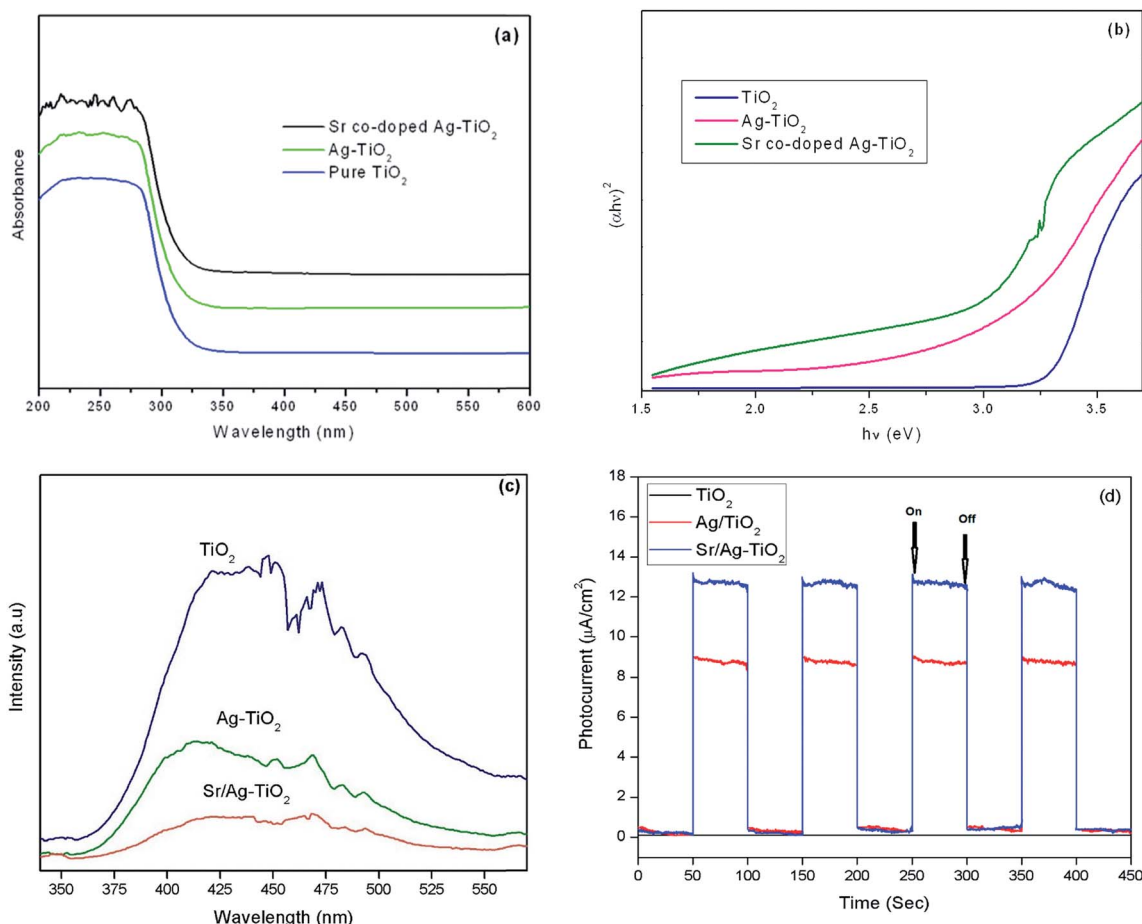 (a)
Sr co-doped Ag-TiO2
Ag-TiO2
Pure TiO2
Absorbance
200 250 300 350 400 450 500 550 600
Wavelength (nm)
(b)
TiO2
Ag-TiO2
Sr co-doped Ag-TiO2
(αhν)2
1.5 2.0 2.5 3.0 3.5
hν (eV)
(c)
TiO2
Ag-TiO2
Sr/Ag-TiO2
Intensity (a.u)
350 375 400 425 450 475 500 525 550
Wavelength (nm)
(d)
TiO2
Ag/TiO2
Sr/Ag-TiO2
On
Off
Photocurrent (μA/cm2)
18
16
14
12
10
8
6
4
2
0
0 50 100 150 200 250 300 350 400 450
Time (Sec)